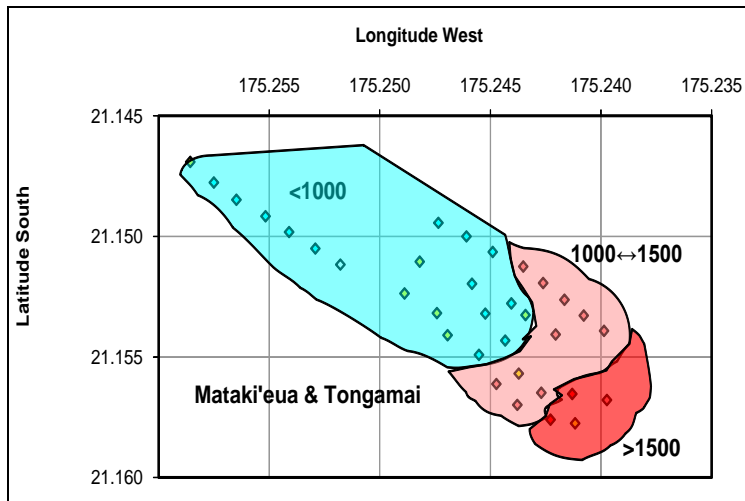 Longitude West
175.255 175.250 175.245 175.240 175.235
21.145
<1000
21.150
1000↔1500
Latitude South
21.155
Mataki'eua & Tongamai
>1500
21.160